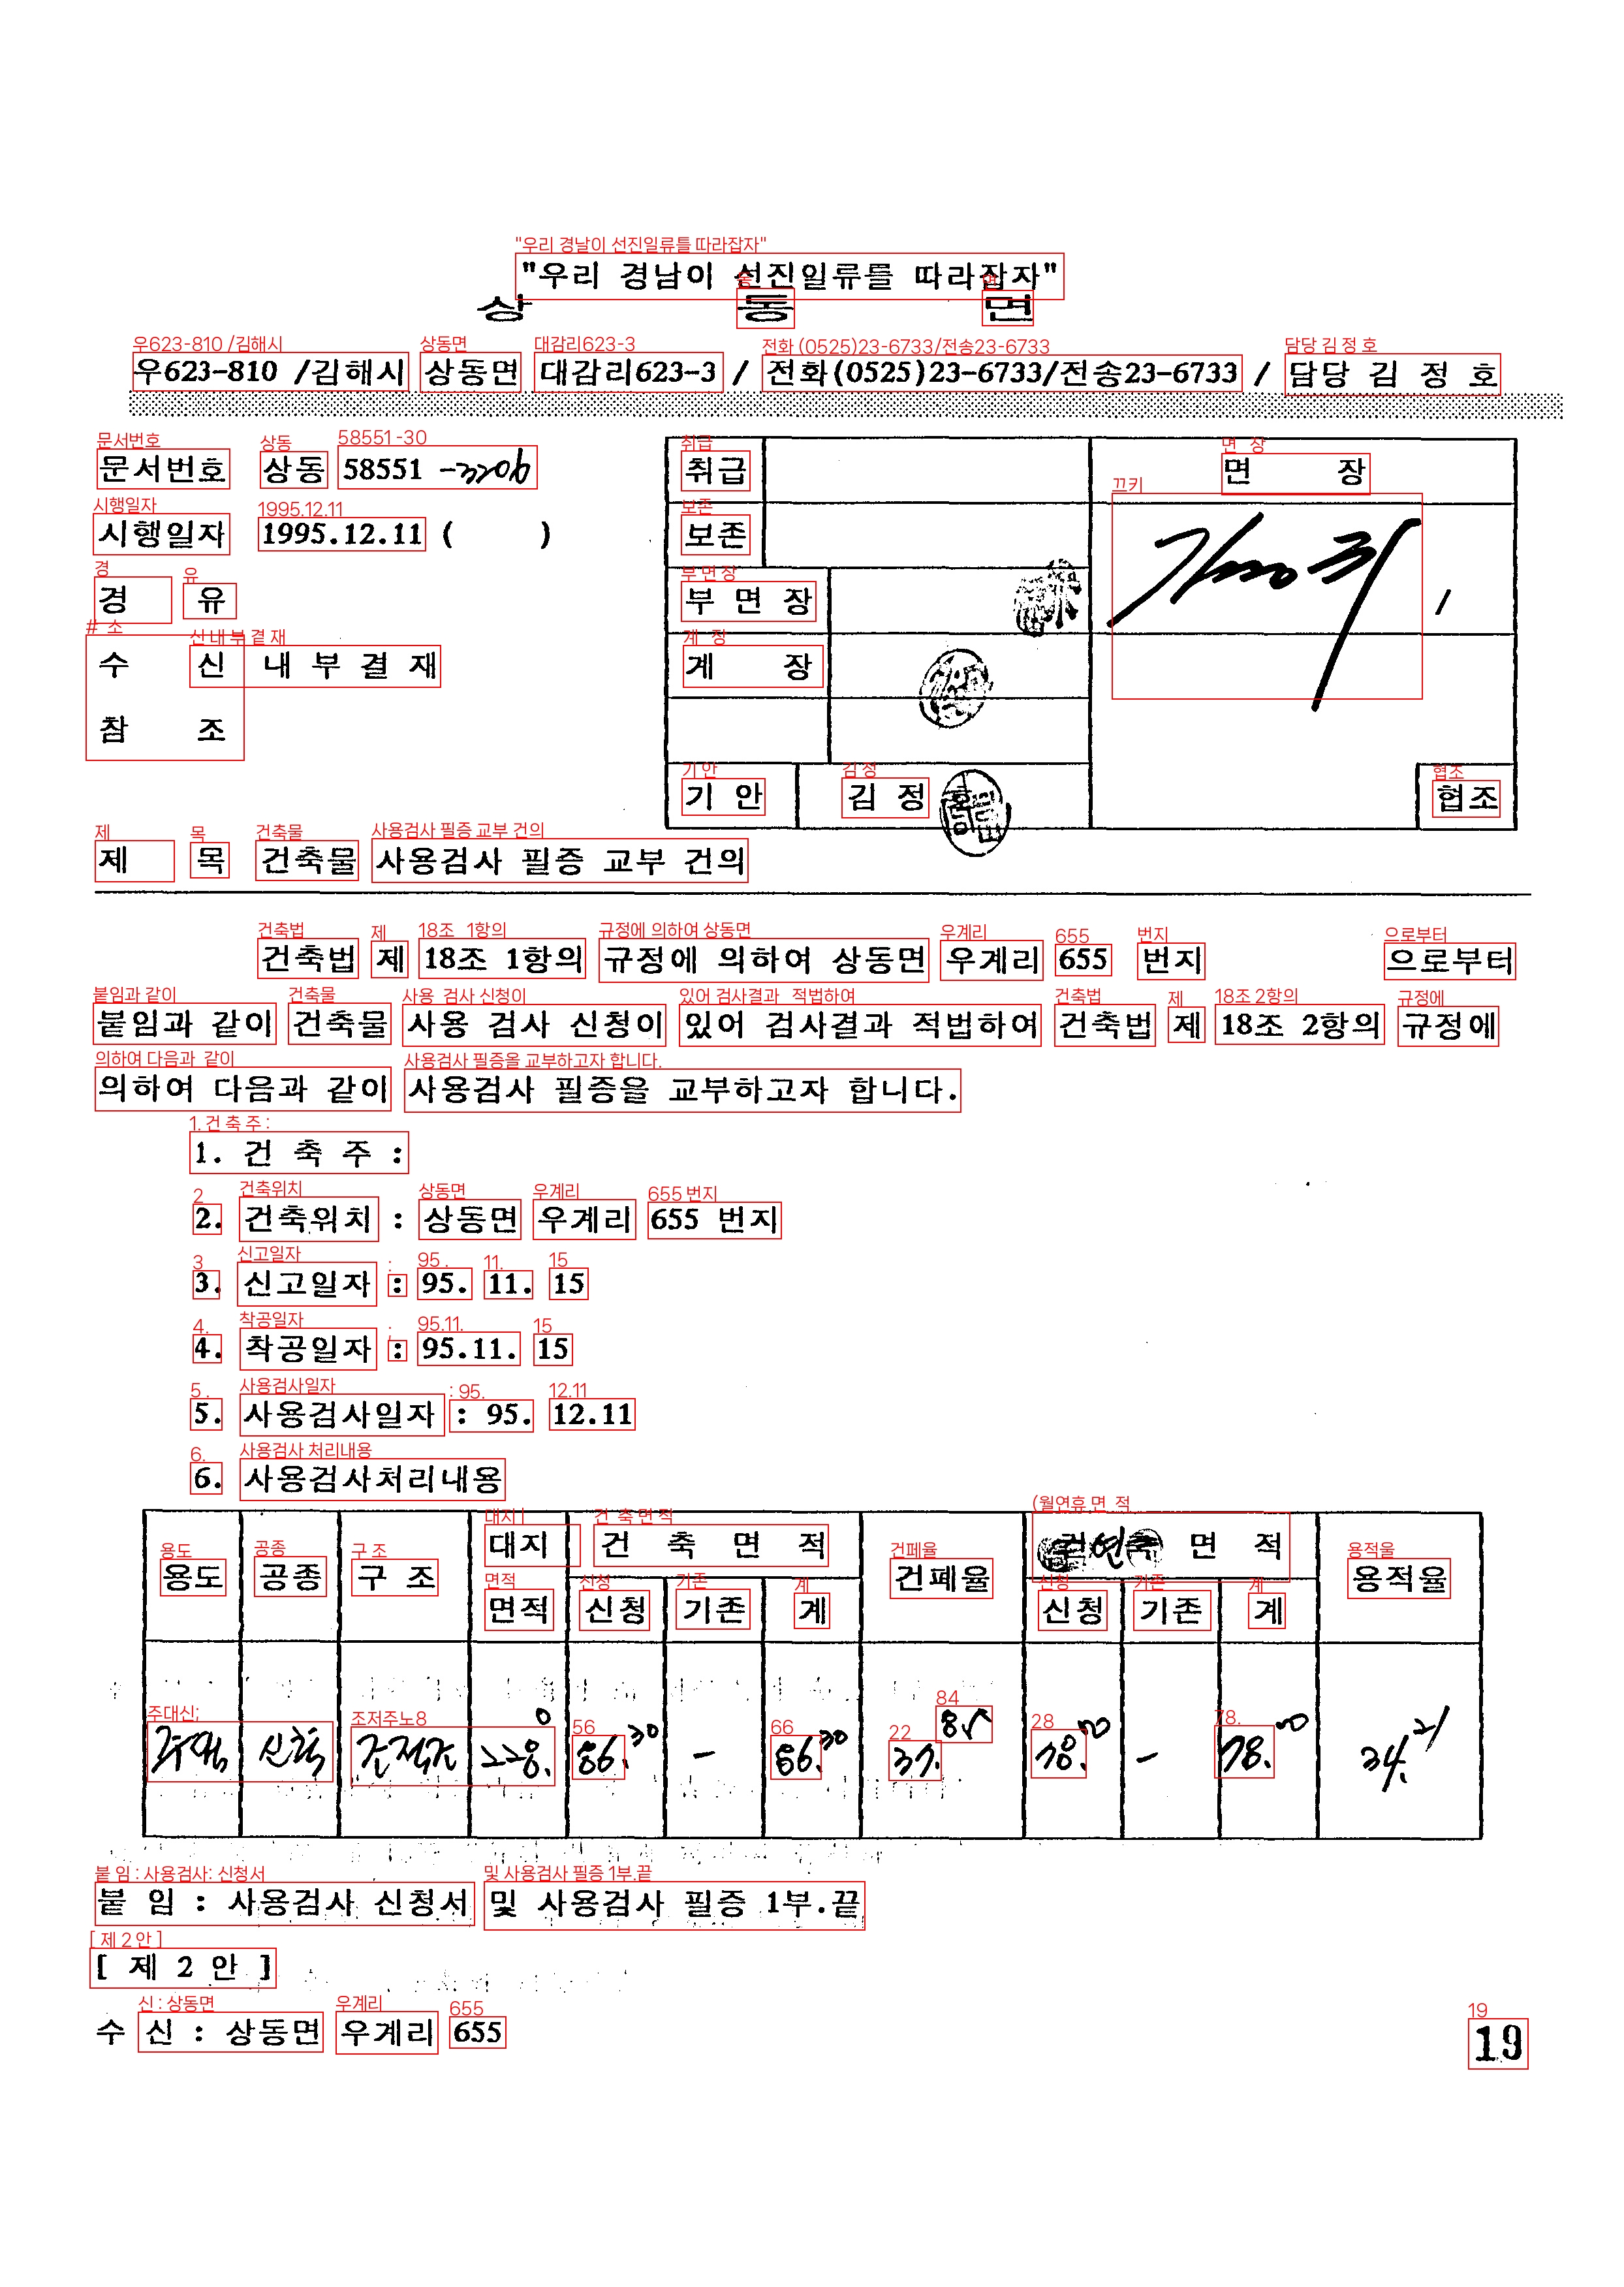 "우리 경남이 선진일류를 따라잡자"
상 동 면
우623-810 /김해시 상동면 대감리623-3 / 전화(0525)23-6733/전송23-6733 / 담당 김 정 호
문서번호 상동 58551 -3206
시행일자 1995.12.11 ( )
경 유
수 신 내 부 결 재
참 조
취급
보존
부 면 장
계 장
기 안 김 정
면 장
협조
제 목 건축물 사용검사 필증 교부 건의
건축법 제 18조 1항의 규정에 의하여 상동면 우계리 655 번지 으로부터
붙임과 같이 건축물 사용 검사 신청이 있어 검사결과 적법하여 건축법 제 18조 2항의 규정에
의하여 다음과 같이 사용검사 필증을 교부하고자 합니다.
1. 건 축 주 :
2. 건축위치 : 상동면 우계리 655 번지
3. 신고일자 : 95. 11. 15
4. 착공일자 : 95.11. 15
5. 사용검사일자 : 95. 12.11
6. 사용검사처리내용
용도 공종 구 조 대지 면적 건 축 면 적 건폐율 연 면 적 용적율
신청 기존 계 신청 기존 계
주택 신축 조적조 228.0 86.30 - 86.30 37.85 78.00 - 78.00 34.21
붙 임 : 사용검사 신청서 및 사용검사 필증 1부.끝
[ 제 2 안 ]
수 신 : 상동면 우계리 655
19